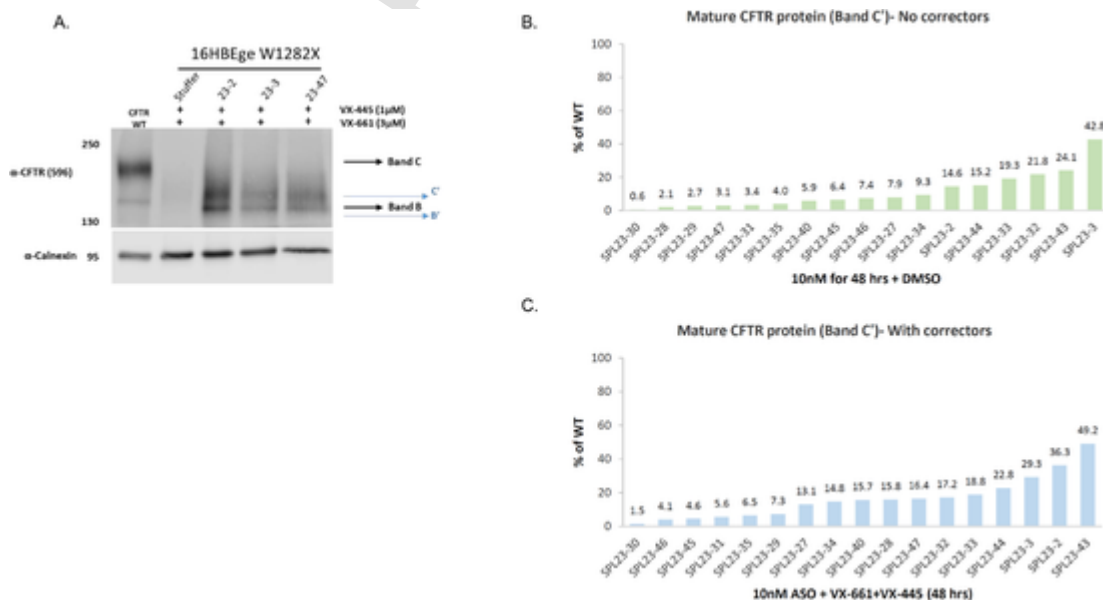 A.
16HBEge W1282X
Stuffer
23-2
23-3
23-47
+ + + + VX-445 (1µM)
+ + + + VX-661 (3µM)
CFTR
WT
250
α-CFTR (596)
Band C
C'
Band B
B'
130
α-Calnexin 95
B.
Mature CFTR protein (Band C')- No correctors
% of WT
100
80
60
40
20
0
0.6 2.1 2.7 3.1 3.4 4.0 5.9 6.4 7.4 7.9 9.3 14.6 15.2 19.3 21.8 24.1 42.8
SPL23-30
SPL23-28
SPL23-29
SPL23-47
SPL23-31
SPL23-35
SPL23-40
SPL23-45
SPL23-46
SPL23-27
SPL23-34
SPL23-2
SPL23-44
SPL23-33
SPL23-32
SPL23-43
SPL23-3
10nM for 48 hrs + DMSO
C.
Mature CFTR protein (Band C')- With correctors
% of WT
100
80
60
40
20
0
1.5 4.1 4.6 5.6 6.5 7.3 13.1 14.8 15.7 15.8 16.4 17.2 18.8 22.8 29.3 36.3 49.2
SPL23-30
SPL23-46
SPL23-45
SPL23-31
SPL23-35
SPL23-29
SPL23-27
SPL23-34
SPL23-40
SPL23-28
SPL23-47
SPL23-32
SPL23-33
SPL23-44
SPL23-3
SPL23-2
SPL23-43
10nM ASO + VX-661+VX-445 (48 hrs)